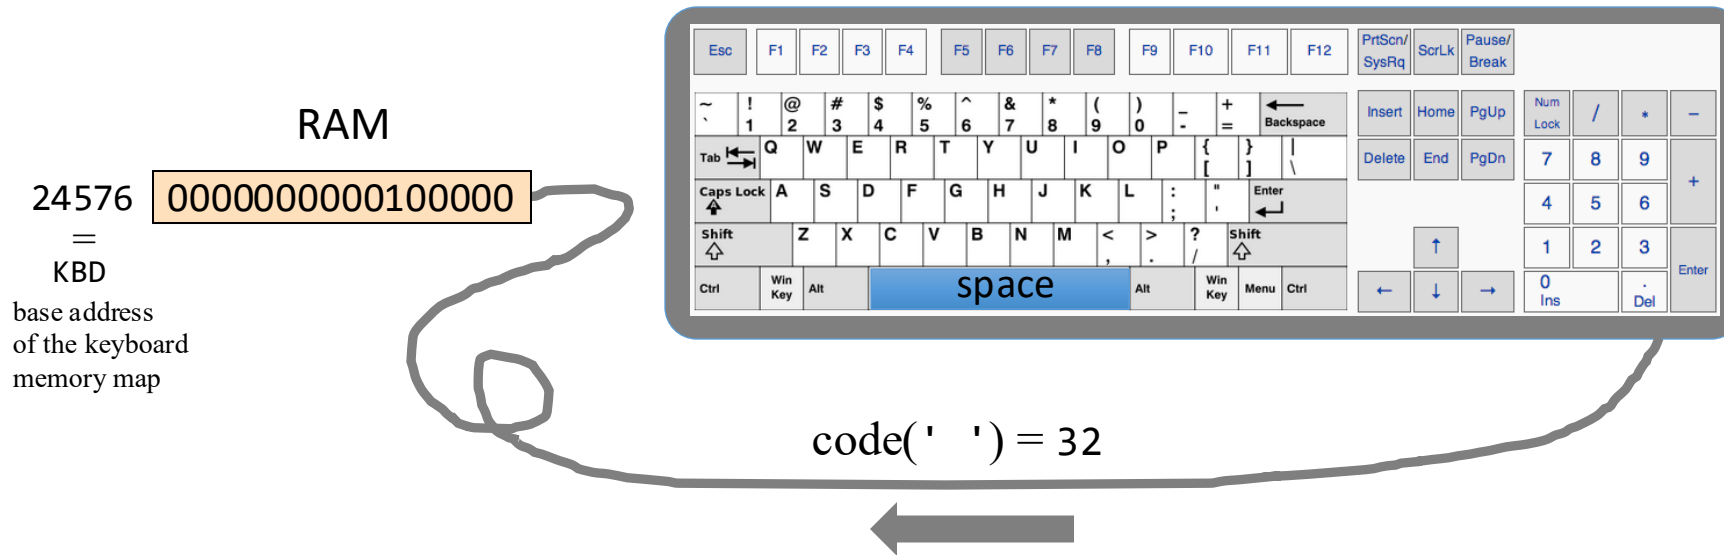 RAM
24576 0000000000100000
=
KBD
base address
of the keyboard
memory map
Esc F1 F2 F3 F4 F5 F6 F7 F8 F9 F10 F11 F12 PrtScn/ SysRq ScrLk Pause/ Break
~ ` ! 1 @ 2 # 3 $ 4 % 5 ^ 6 & 7 * 8 ( 9 ) 0 _ - + = ← Backspace Insert Home PgUp Num Lock / * −
Tab Q W E R T Y U I O P { [ } ] | \ Delete End PgDn 7 8 9 +
Caps Lock A S D F G H J K L : ; " ' Enter 4 5 6
Shift Z X C V B N M < , > . ? / Shift ↑ 1 2 3 Enter
Ctrl Win Key Alt space Alt Win Key Menu Ctrl ← ↓ → 0 Ins . Del
code(' ') = 32